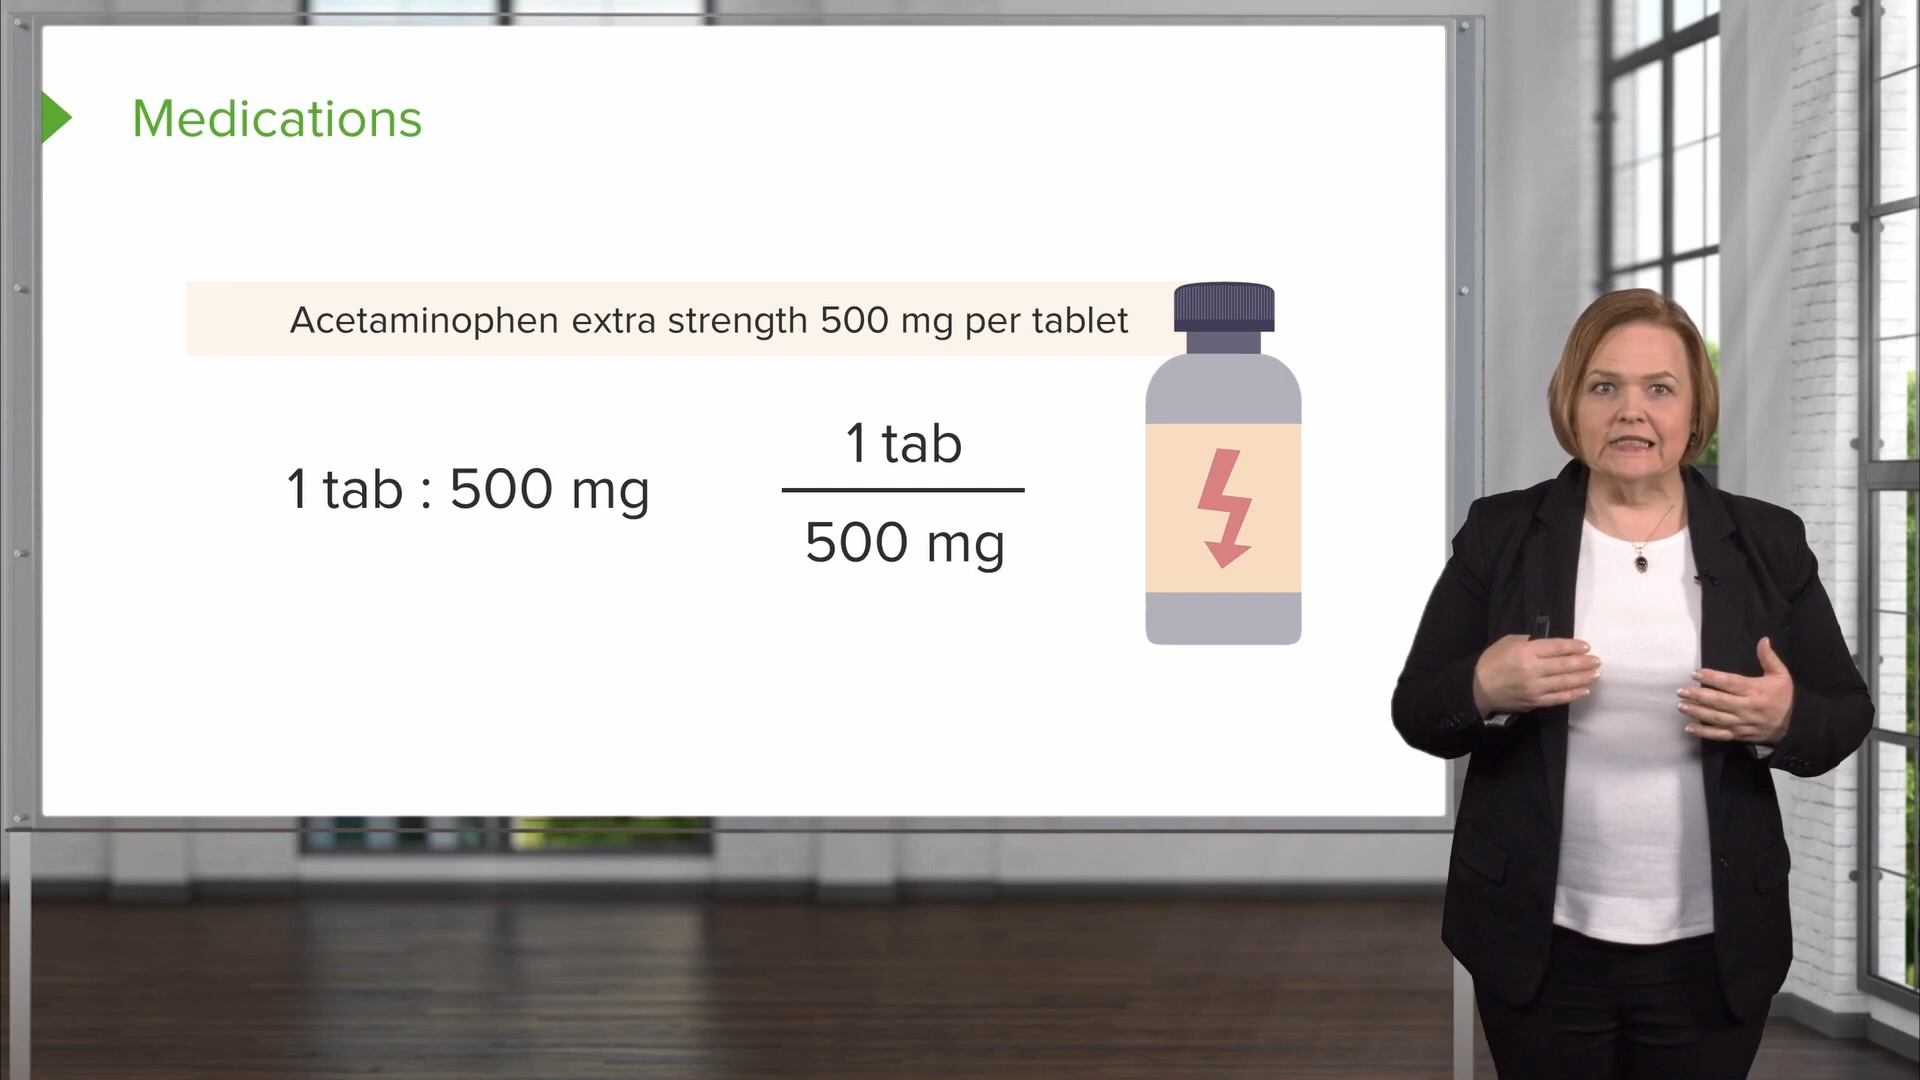 Medications
Acetaminophen extra strength 500 mg per tablet
1 tab : 500 mg
1 tab
500 mg